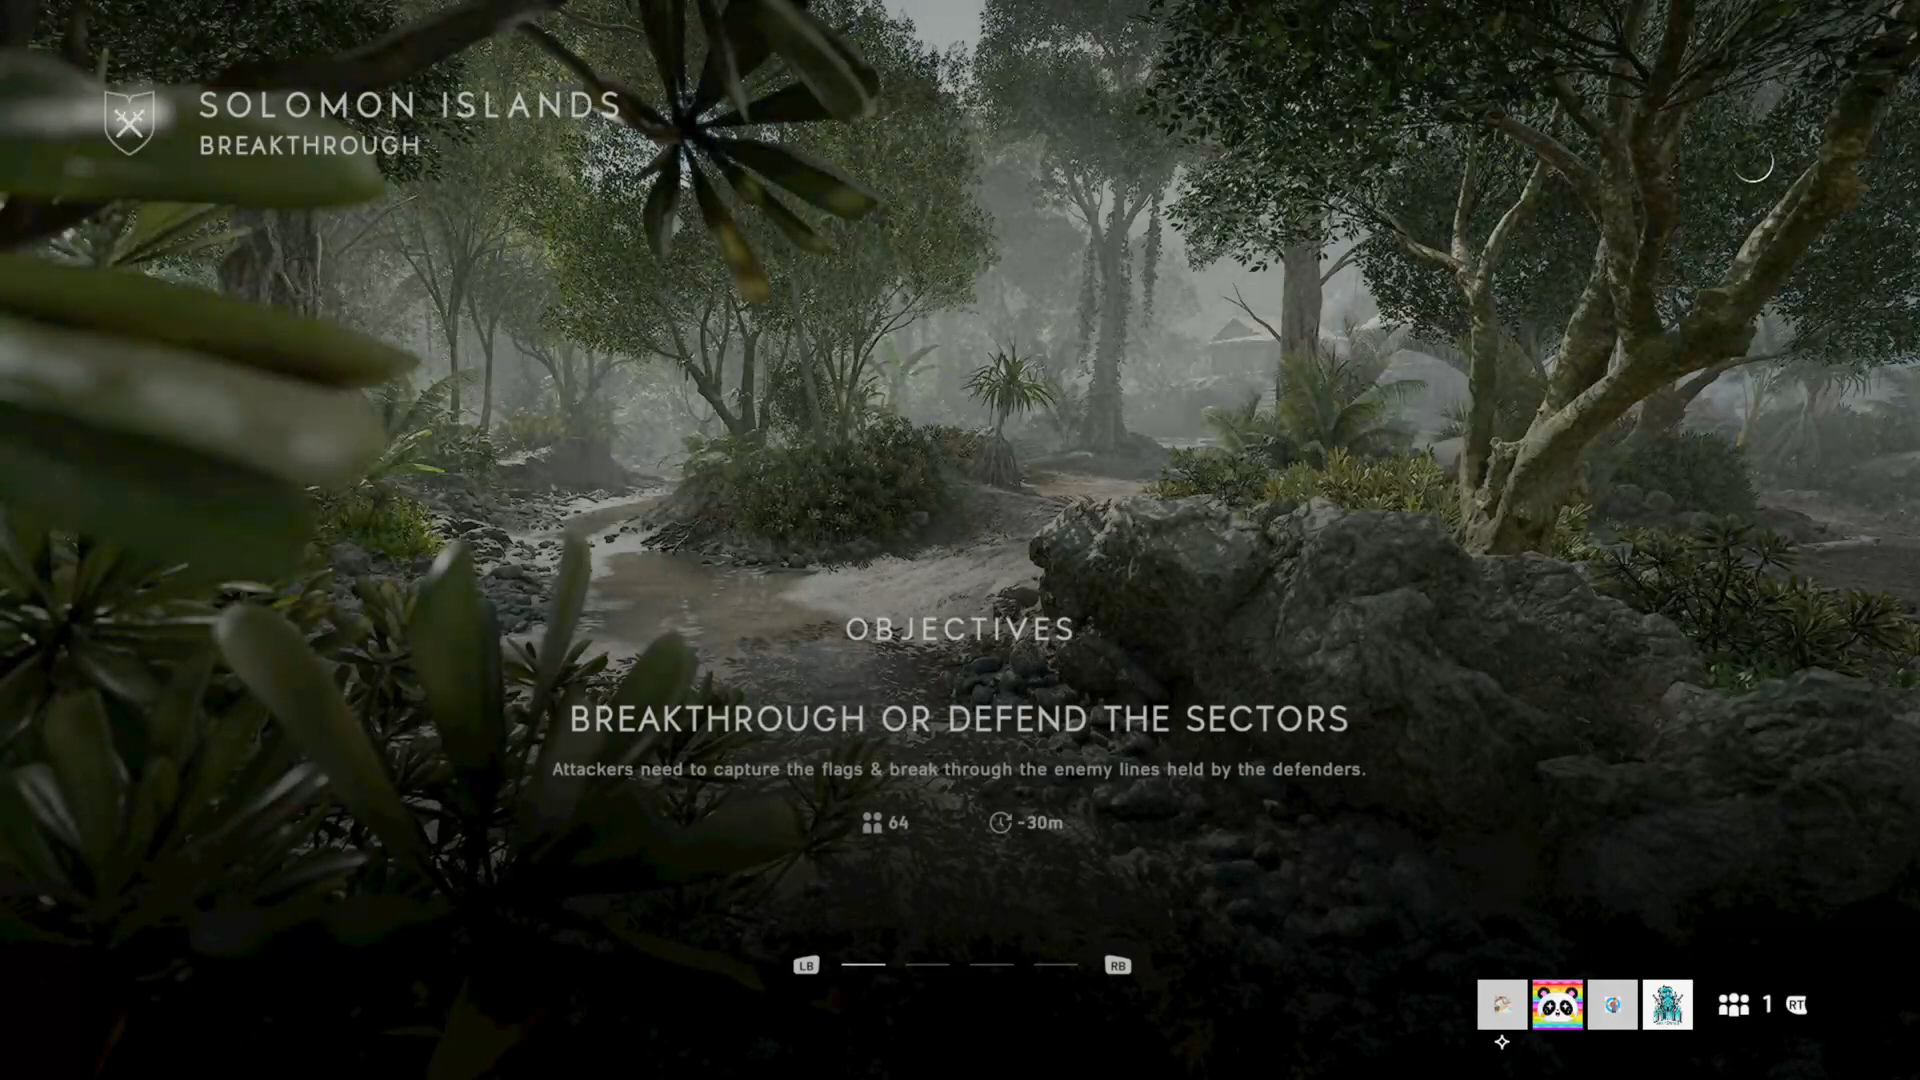 SOLOMON ISLANDS
BREAKTHROUGH
OBJECTIVES
BREAKTHROUGH OR DEFEND THE SECTORS
Attackers need to capture the flags & break through the enemy lines held by the defenders.
64 ~30m
LB RB
1 RT